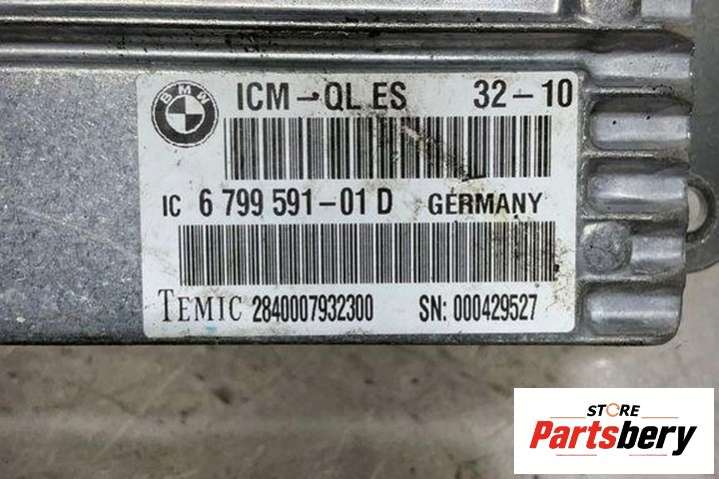 BMW
ICM-QL ES 32-10
IC 6 799 591-01 D GERMANY
TEMIC 2840007932300 SN: 000429527
STORE
Partsbery